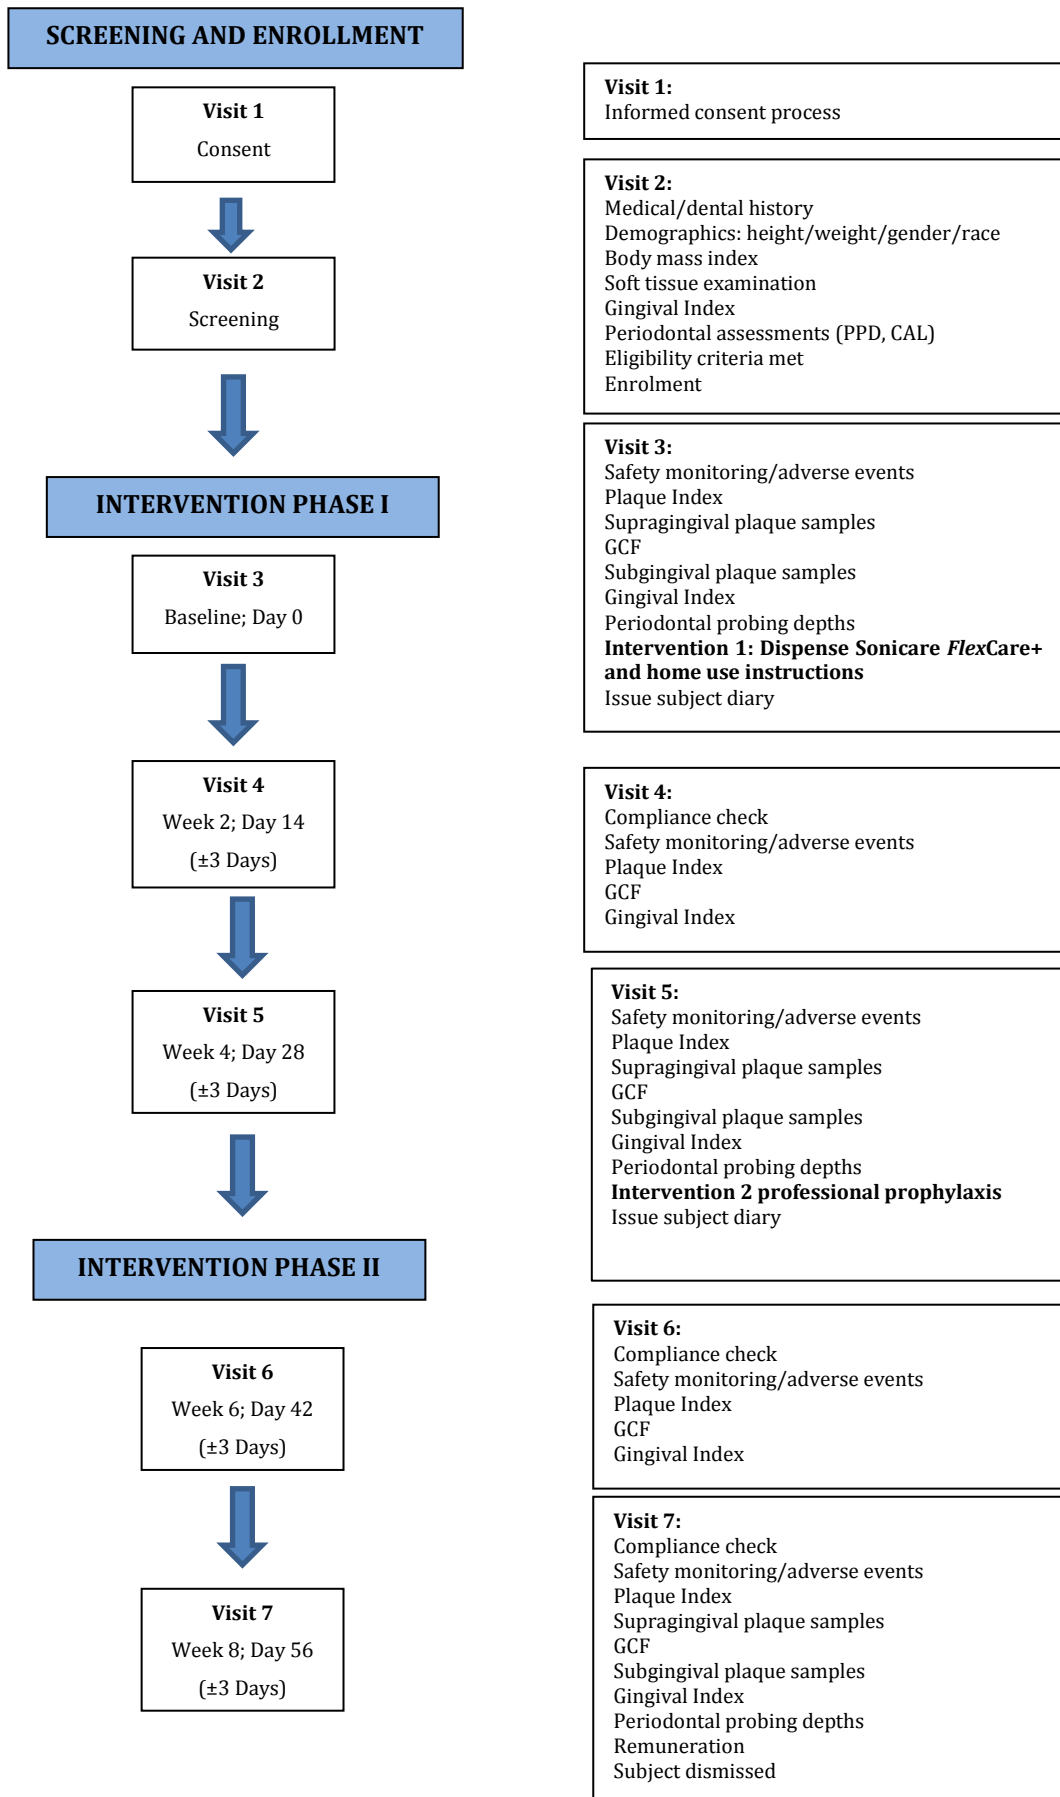 SCREENING AND ENROLLMENT
Visit 1
Consent
Visit 2
Screening
INTERVENTION PHASE I
Visit 3
Baseline; Day 0
Visit 4
Week 2; Day 14
(±3 Days)
Visit 5
Week 4; Day 28
(±3 Days)
INTERVENTION PHASE II
Visit 6
Week 6; Day 42
(±3 Days)
Visit 7
Week 8; Day 56
(±3 Days)
Visit 1:
Informed consent process
Visit 2:
Medical/dental history
Demographics: height/weight/gender/race
Body mass index
Soft tissue examination
Gingival Index
Periodontal assessments (PPD, CAL)
Eligibility criteria met
Enrolment
Visit 3:
Safety monitoring/adverse events
Plaque Index
Supragingival plaque samples
GCF
Subgingival plaque samples
Gingival Index
Periodontal probing depths
Intervention 1: Dispense Sonicare FlexCare+
and home use instructions
Issue subject diary
Visit 4:
Compliance check
Safety monitoring/adverse events
Plaque Index
GCF
Gingival Index
Visit 5:
Safety monitoring/adverse events
Plaque Index
Supragingival plaque samples
GCF
Subgingival plaque samples
Gingival Index
Periodontal probing depths
Intervention 2 professional prophylaxis
Issue subject diary
Visit 6:
Compliance check
Safety monitoring/adverse events
Plaque Index
GCF
Gingival Index
Visit 7:
Compliance check
Safety monitoring/adverse events
Plaque Index
Supragingival plaque samples
GCF
Subgingival plaque samples
Gingival Index
Periodontal probing depths
Remuneration
Subject dismissed